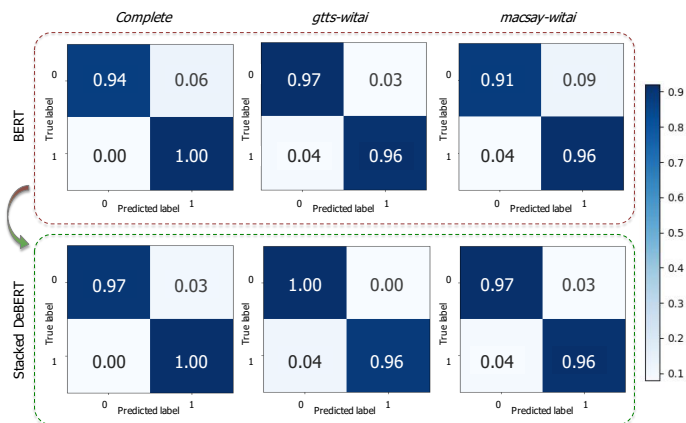 Complete gtts-witai macsay-witai
BERT
True label
0
0.94 0.06
1
0.00 1.00
0 1
Predicted label
True label
0
0.97 0.03
1
0.04 0.96
0 1
Predicted label
True label
0
0.91 0.09
1
0.04 0.96
0 1
Predicted label
Stacked DeBERT
True label
0
0.97 0.03
1
0.00 1.00
0 1
Predicted label
True label
0
1.00 0.00
1
0.04 0.96
0 1
Predicted label
True label
0
0.97 0.03
1
0.04 0.96
0 1
Predicted label
0.9
0.8
0.7
0.6
0.5
0.4
0.3
0.2
0.1